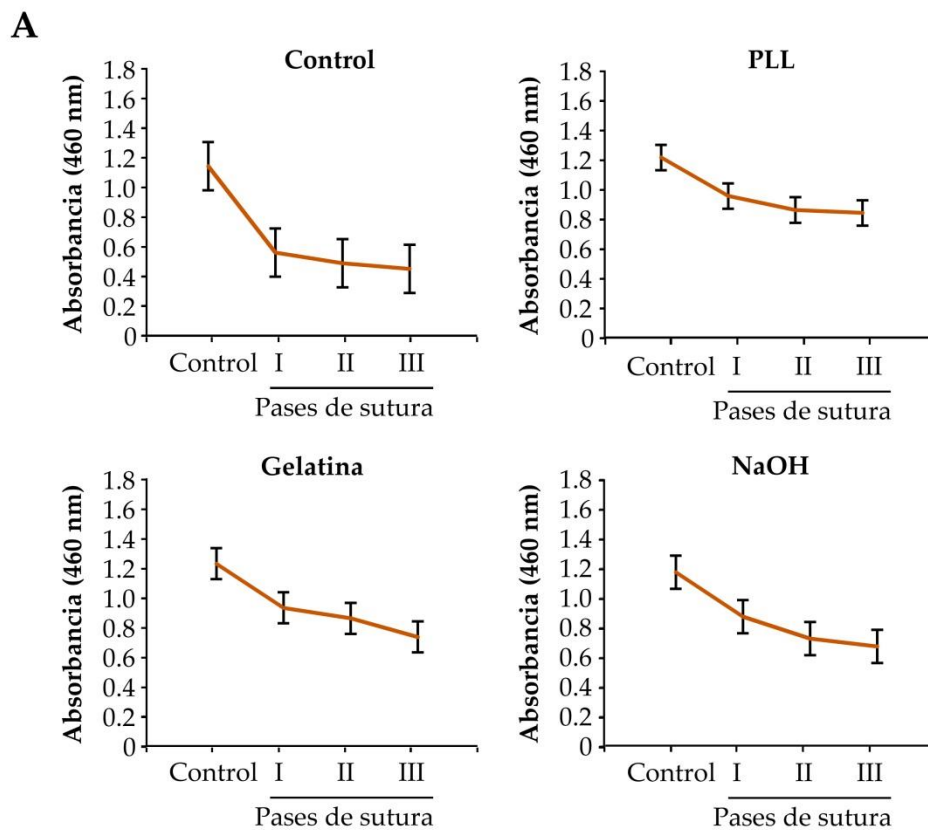 A
Control
Absorbancia (460 nm)
1.8
1.6
1.4
1.2
1.0
0.8
0.6
0.4
0.2
0
Control I II III
Pases de sutura
PLL
Absorbancia (460 nm)
1.8
1.6
1.4
1.2
1.0
0.8
0.6
0.4
0.2
0
Control I II III
Pases de sutura
Gelatina
Absorbancia (460 nm)
1.8
1.6
1.4
1.2
1.0
0.8
0.6
0.4
0.2
0
Control I II III
Pases de sutura
NaOH
Absorbancia (460 nm)
1.8
1.6
1.4
1.2
1.0
0.8
0.6
0.4
0.2
0
Control I II III
Pases de sutura